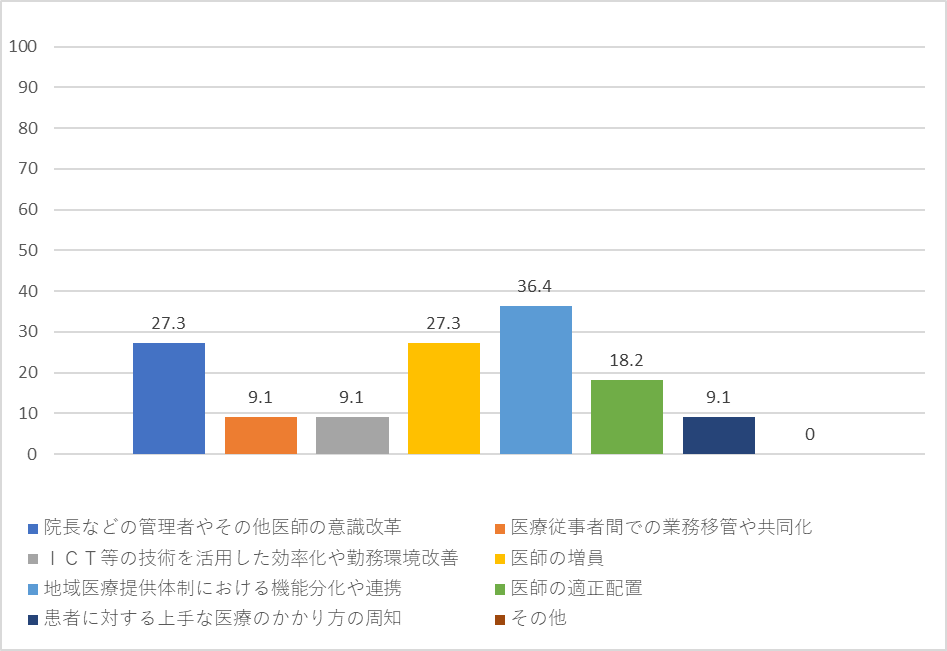 100
90
80
70
60
50
40
30
20
10
0
27.3
9.1
9.1
27.3
36.4
18.2
9.1
0
院長などの管理者やその他医師の意識改革
医療従事者間での業務移管や共同化
ＩＣＴ等の技術を活用した効率化や勤務環境改善
医師の増員
地域医療提供体制における機能分化や連携
医師の適正配置
患者に対する上手な医療のかかり方の周知
その他